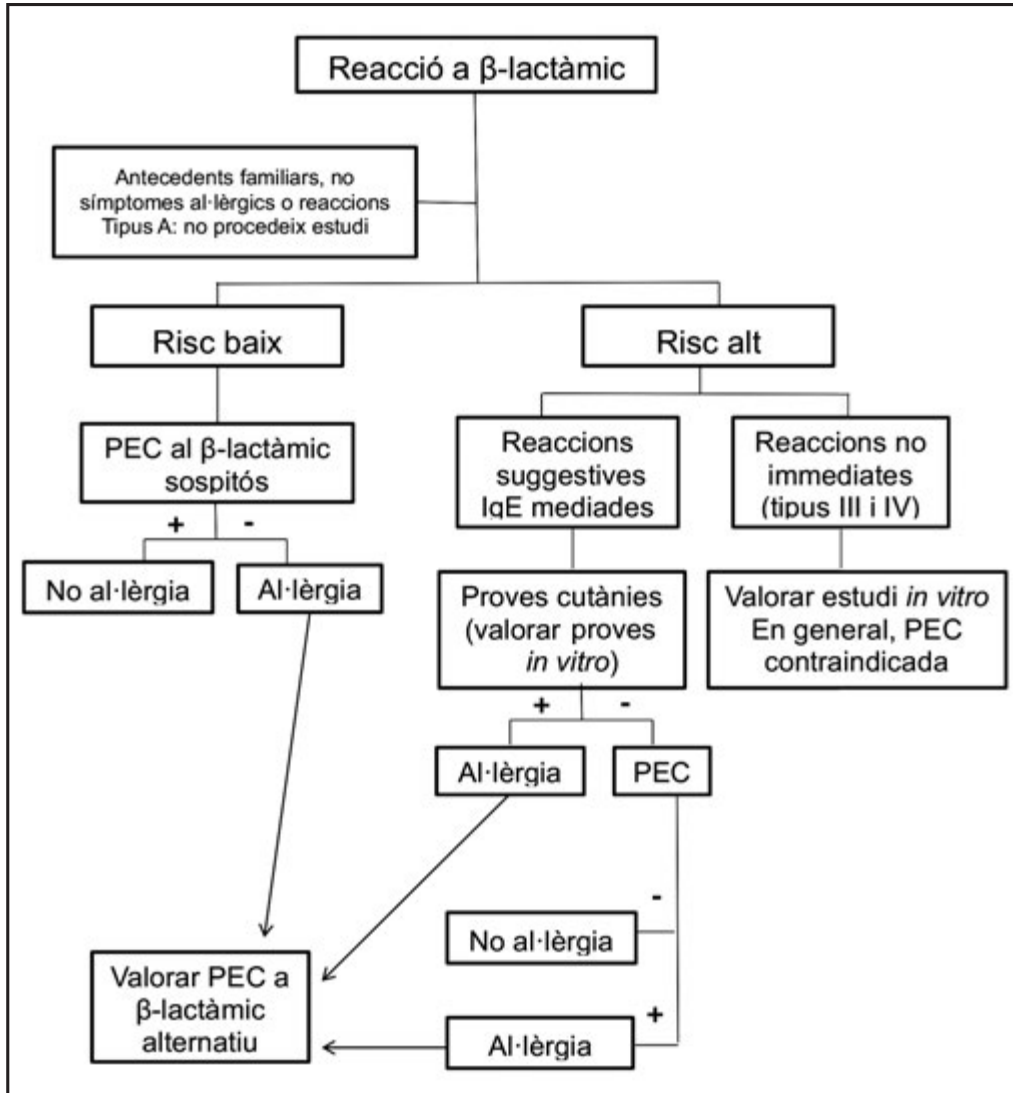 Reacció a β-lactàmic
Antecedents familiars, no
símptomes al·lèrgics o reaccions
Tipus A: no procedeix estudi
Risc baix
Risc alt
PEC al β-lactàmic
sospitós
Reaccions
suggestives
IgE mediades
Reaccions no
immediates
(tipus III i IV)
+ -
No al·lèrgia
Al·lèrgia
Proves cutànies
(valorar proves
in vitro)
Valorar estudi in vitro
En general, PEC
contraindicada
+ -
Al·lèrgia
PEC
-
No al·lèrgia
+
Al·lèrgia
Valorar PEC a
β-lactàmic
alternatiu